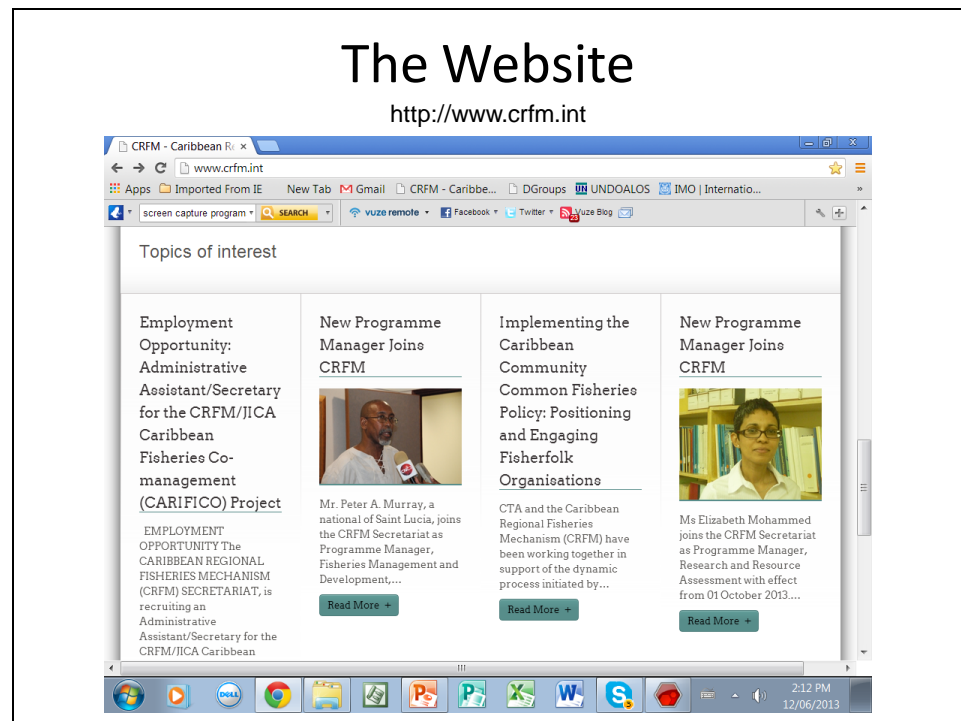 The Website
http://www.crfm.int
CRFM - Caribbean Re ×
www.crfm.int
Apps Imported From IE New Tab Gmail CRFM - Caribbe... DGroups UN UNDOALOS IMO | Internatio... »
screen capture program SEARCH vuze remote Facebook Twitter 23 Vuze Blog
Topics of interest
Employment
Opportunity:
Administrative
Assistant/Secretary
for the CRFM/JICA
Caribbean
Fisheries Co-
management
(CARIFICO) Project
EMPLOYMENT
OPPORTUNITY The
CARIBBEAN REGIONAL
FISHERIES MECHANISM
(CRFM) SECRETARIAT, is
recruiting an
Administrative
Assistant/Secretary for the
CRFM/JICA Caribbean
New Programme
Manager Joins
CRFM
Mr. Peter A. Murray, a
national of Saint Lucia, joins
the CRFM Secretariat as
Programme Manager,
Fisheries Management and
Development,...
Read More +
Implementing the
Caribbean
Community
Common Fisheries
Policy: Positioning
and Engaging
Fisherfolk
Organisations
CTA and the Caribbean
Regional Fisheries
Mechanism (CRFM) have
been working together in
support of the dynamic
process initiated by...
Read More +
New Programme
Manager Joins
CRFM
Ms Elizabeth Mohammed
joins the CRFM Secretariat
as Programme Manager,
Research and Resource
Assessment with effect
from 01 October 2013....
Read More +
DELL
2:12 PM
12/06/2013